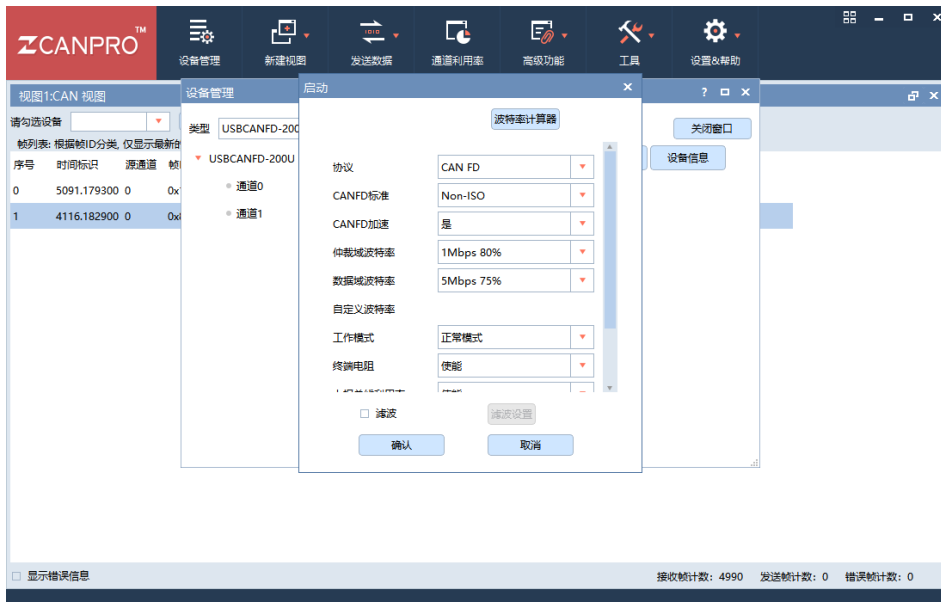 ZCANPRO™
设备管理
新建视图
发送数据
通道利用率
高级功能
工具
设置&帮助
视图1:CAN 视图
请勾选设备
帧列表: 根据帧ID分类, 仅显示最新的
序号 时间标识 源通道 帧
0 5091.179300 0 0x
1 4116.182900 0 0x
设备管理
类型 USBCANFD-200
关闭窗口
设备信息
USBCANFD-200U
通道0
通道1
启动
波特率计算器
协议 CAN FD
CANFD标准 Non-ISO
CANFD加速 是
仲裁域波特率 1Mbps 80%
数据域波特率 5Mbps 75%
自定义波特率
工作模式 正常模式
终端电阻 使能
滤波 滤波设置
确认 取消
显示错误信息
接收帧计数: 4990 发送帧计数: 0 错误帧计数: 0